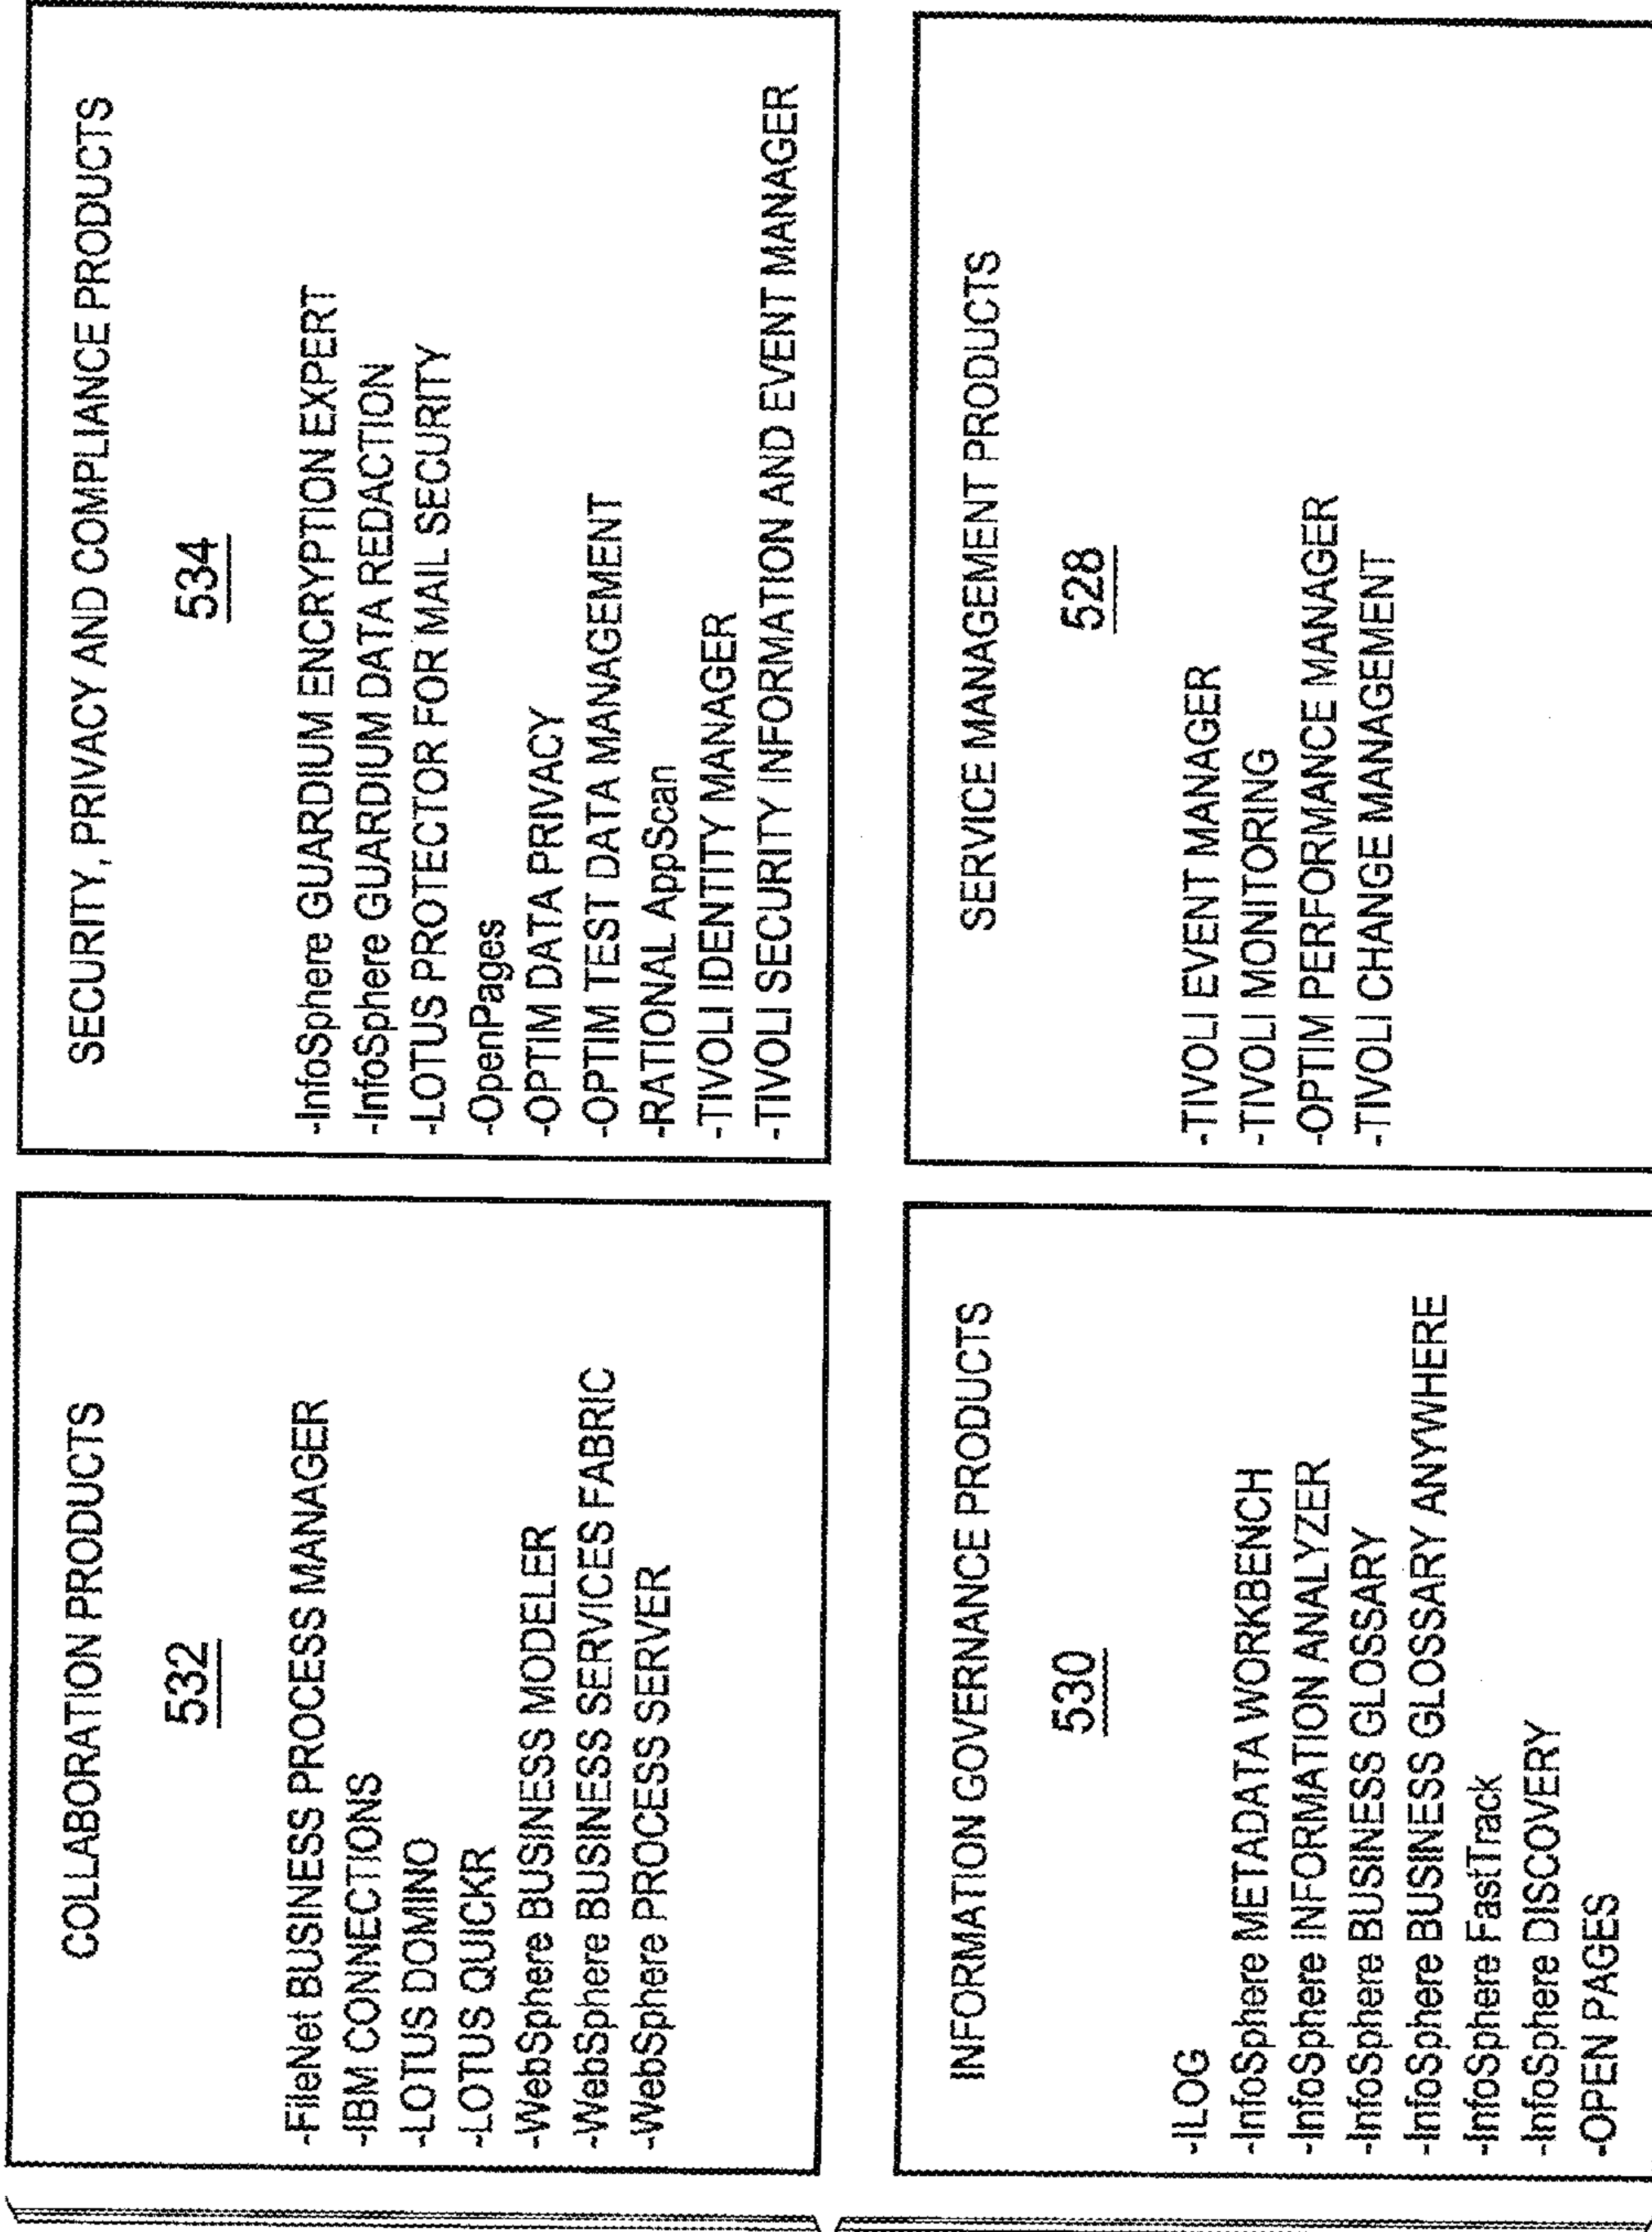 COLLABORATION PRODUCTS
532
-FileNet BUSINESS PROCESS MANAGER
-IBM CONNECTIONS
-LOTUS DOMINO
-LOTUS QUICKR
-WebSphere BUSINESS MODELER
-WebSphere BUSINESS SERVICES FABRIC
-WebSphere PROCESS SERVER
SECURITY, PRIVACY AND COMPLIANCE PRODUCTS
534
-InfoSphere GUARDIUM ENCRYPTION EXPERT
-InfoSphere GUARDIUM DATA REDACTION
-LOTUS PROTECTOR FOR MAIL SECURITY
-OpenPages
-OPTIM DATA PRIVACY
-OPTIM TEST DATA MANAGEMENT
-RATIONAL AppScan
-TIVOLI IDENTITY MANAGER
-TIVOLI SECURITY INFORMATION AND EVENT MANAGER
INFORMATION GOVERNANCE PRODUCTS
530
-ILOG
-InfoSphere METADATA WORKBENCH
-InfoSphere INFORMATION ANALYZER
-InfoSphere BUSINESS GLOSSARY
-InfoSphere BUSINESS GLOSSARY ANYWHERE
-InfoSphere FastTrack
-InfoSphere DISCOVERY
-OPEN PAGES
SERVICE MANAGEMENT PRODUCTS
528
-TIVOLI EVENT MANAGER
-TIVOLI MONITORING
-OPTIM PERFORMANCE MANAGER
-TIVOLI CHANGE MANAGEMENT